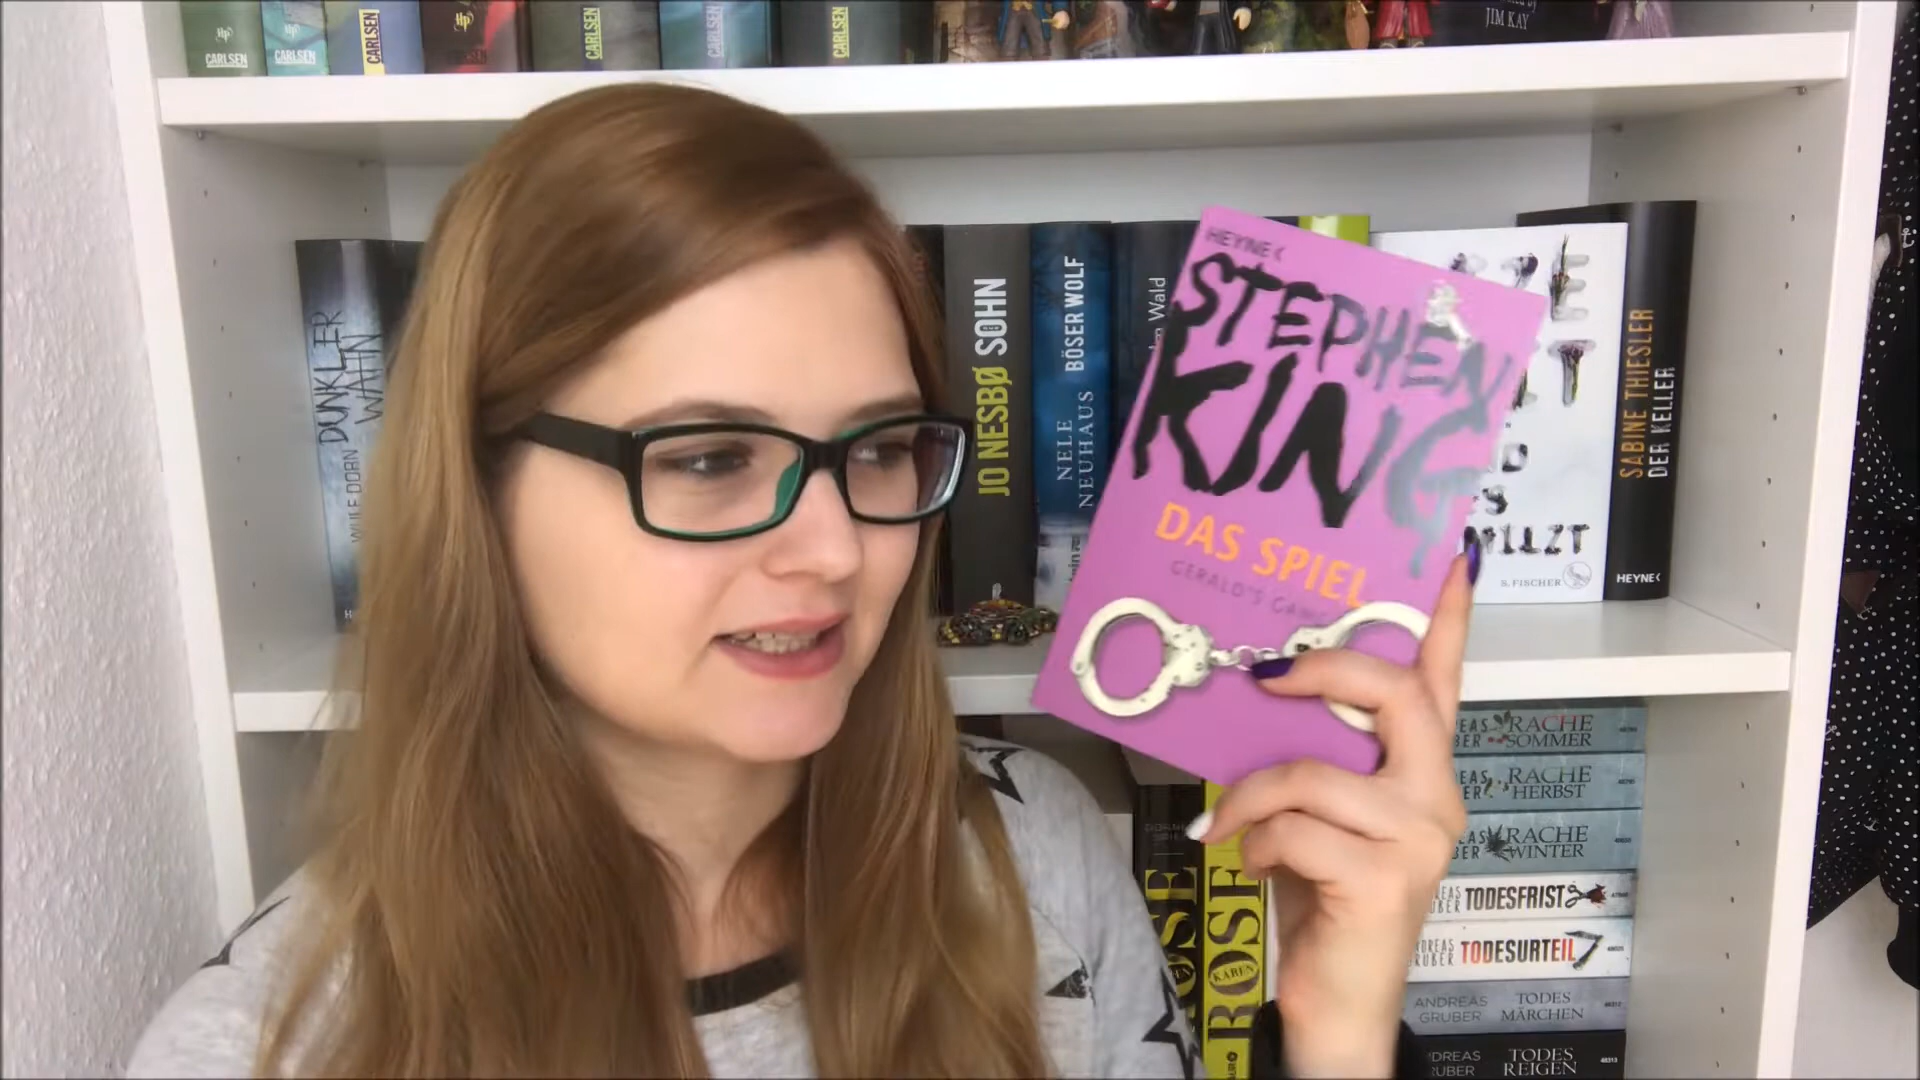 CARLSEN
CARLSEN
CARLSEN
CARLSEN
CARLSEN
CARLSEN
JIM KAY
DUNKLER
WAHN
WULF DORN
JO NESBØ SOHN
BÖSER WOLF
NELE
NEUHAUS
Wald
HEYNE
STEPHEN
KING
DAS SPIEL
GERALD'S GAME
S. FISCHER
SABINE THIESLER
DER KELLER
HEYNE
RACHE
SOMMER
RACHE
HERBST
RACHE
WINTER
TODESFRIST
TODESURTEIL
ANDREAS
GRUBER
TODES
MÄRCHEN
TODES
REIGEN
ROSE
KAREN